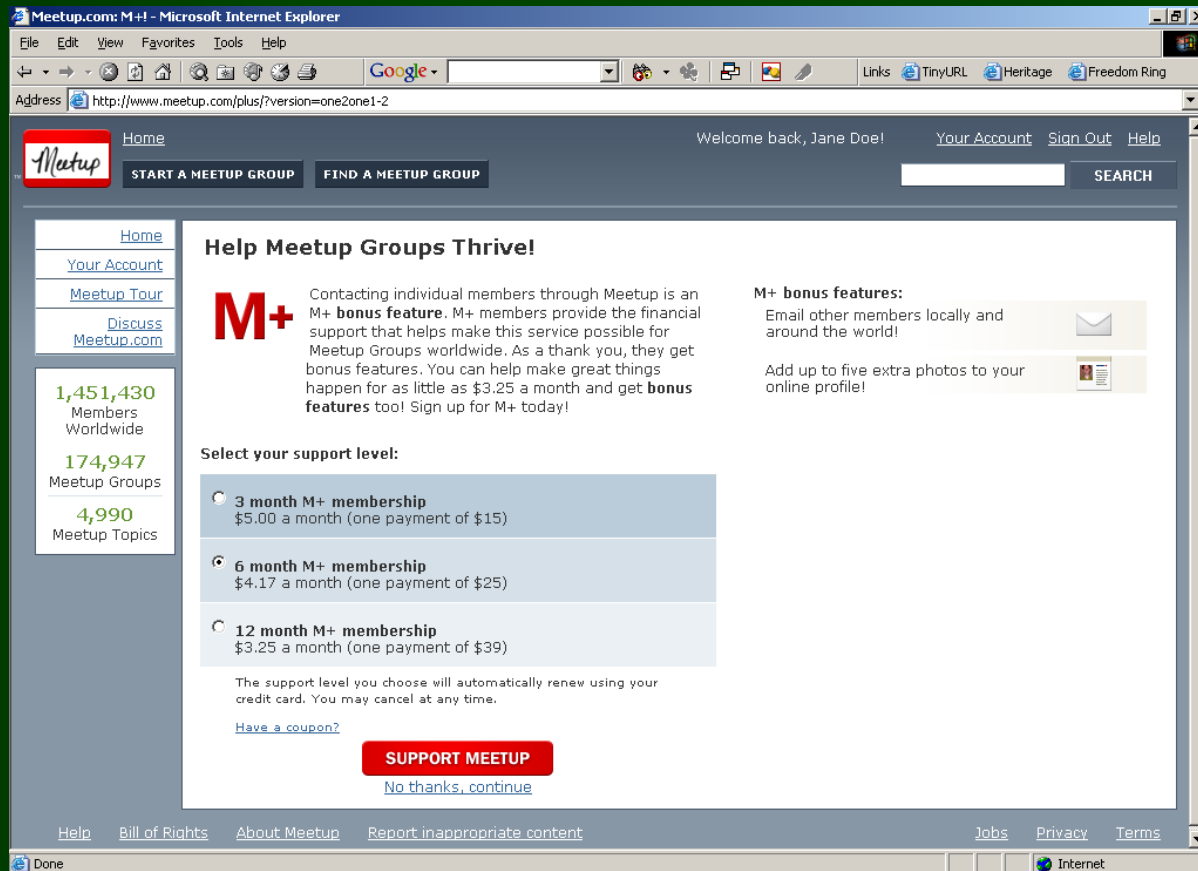 Meetup.com: M+! - Microsoft Internet Explorer
File Edit View Favorites Tools Help
Google
Links TinyURL Heritage Freedom Ring
Address http://www.meetup.com/plus/?version=one2one1-2
Meetup
TM
Home
Welcome back, Jane Doe! Your Account Sign Out Help
START A MEETUP GROUP FIND A MEETUP GROUP
SEARCH
Home
Your Account
Meetup Tour
Discuss
Meetup.com
1,451,430
Members
Worldwide
174,947
Meetup Groups
4,990
Meetup Topics
Help Meetup Groups Thrive!
M+
Contacting individual members through Meetup is an
M+ bonus feature. M+ members provide the financial
support that helps make this service possible for
Meetup Groups worldwide. As a thank you, they get
bonus features. You can help make great things
happen for as little as $3.25 a month and get bonus
features too! Sign up for M+ today!
M+ bonus features:
Email other members locally and
around the world!
Add up to five extra photos to your
online profile!
Select your support level:
3 month M+ membership
$5.00 a month (one payment of $15)
6 month M+ membership
$4.17 a month (one payment of $25)
12 month M+ membership
$3.25 a month (one payment of $39)
The support level you choose will automatically renew using your
credit card. You may cancel at any time.
Have a coupon?
SUPPORT MEETUP
No thanks, continue
Help Bill of Rights About Meetup Report inappropriate content Jobs Privacy Terms
Done Internet